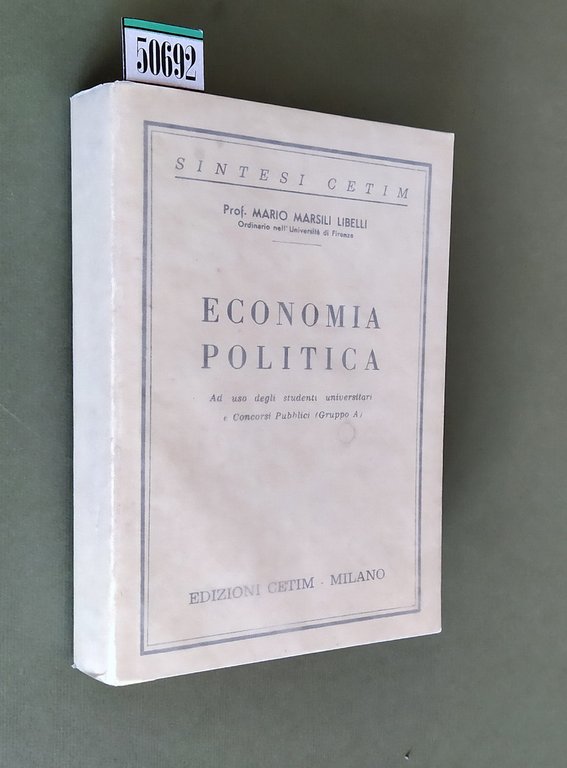 50692
SINTESI CETIM
Prof. MARIO MARSILI LIBELLI
Ordinario nell'Università di Firenze
ECONOMIA
POLITICA
Ad uso degli studenti universitari
e Concorsi Pubblici (Gruppo A)
EDIZIONI CETIM - MILANO